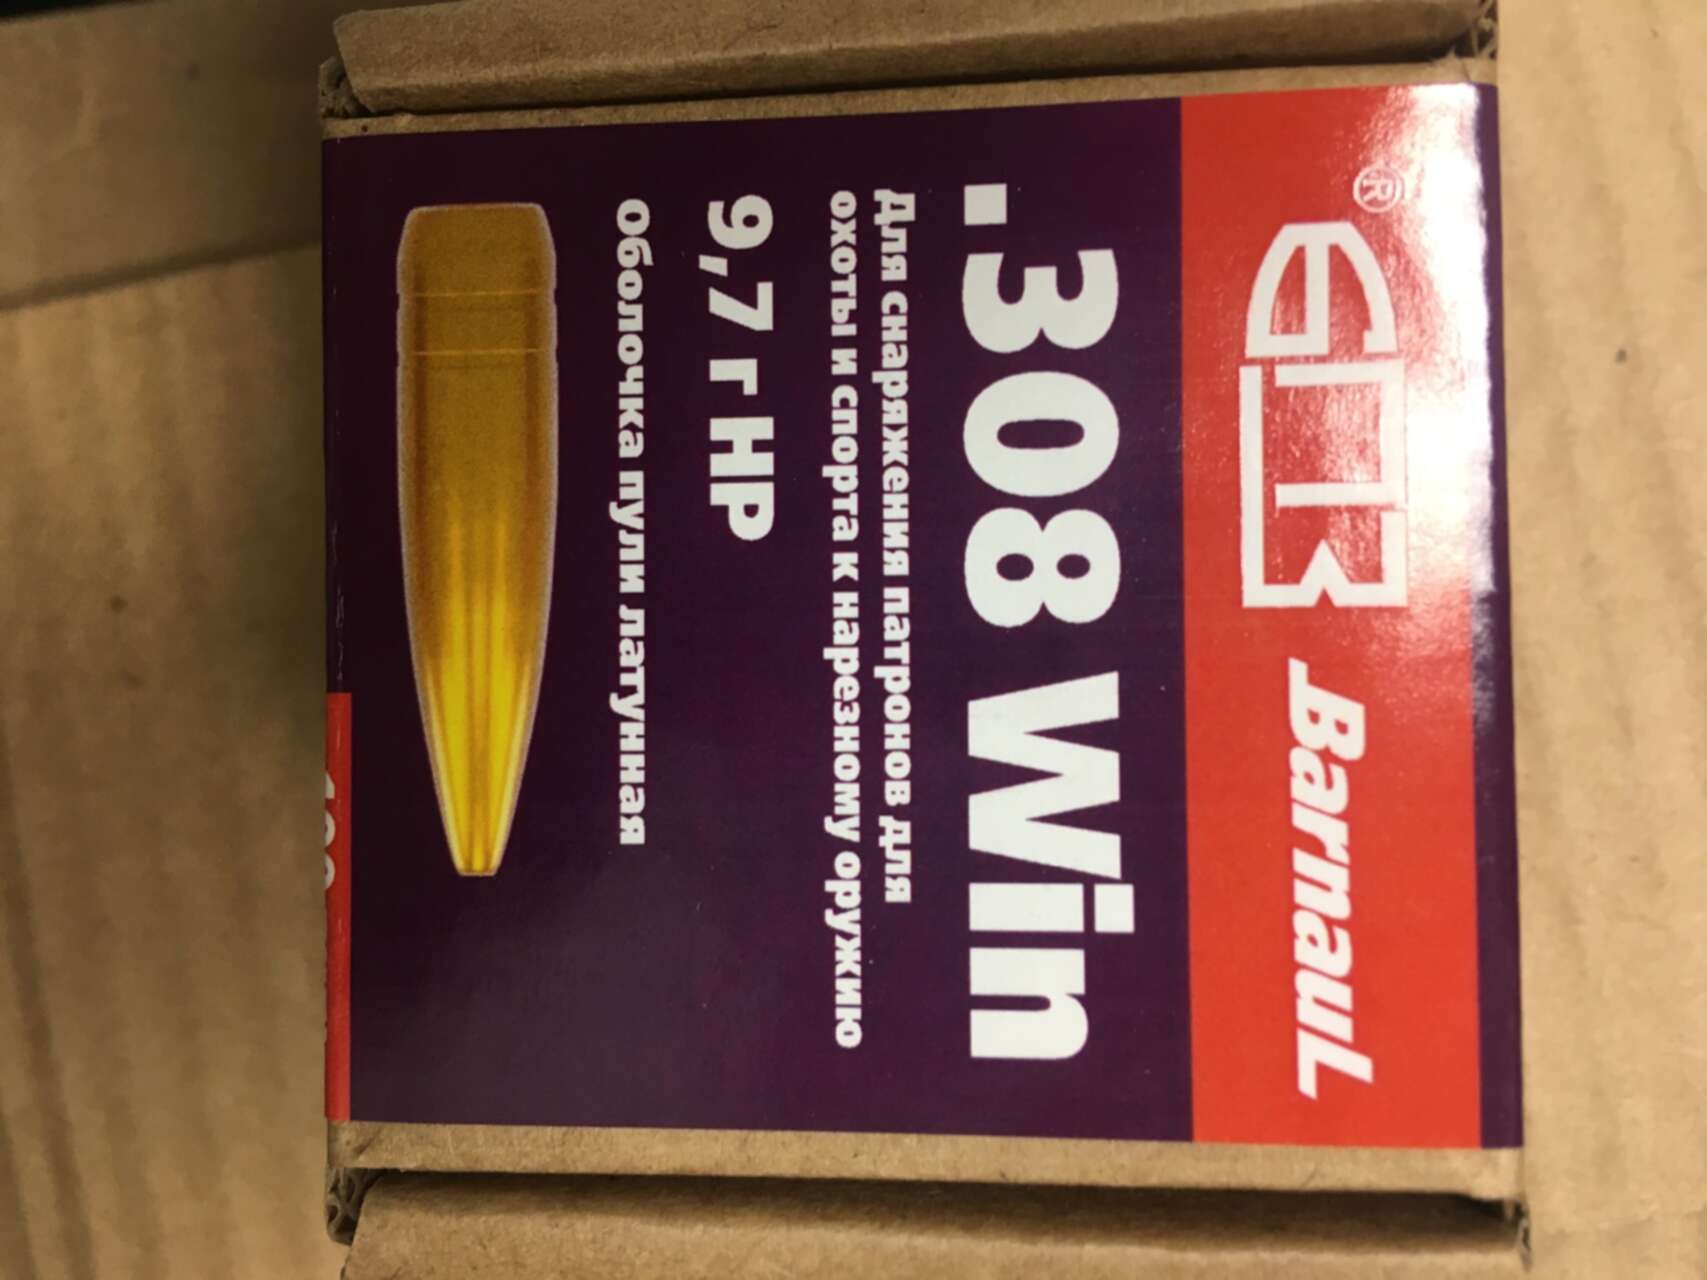 ® БПЗ Barnaul
.308 Win
Для снаряжения патронов для
охоты и спорта к нарезному оружию
9,7 г HP
Оболочка пули латунная